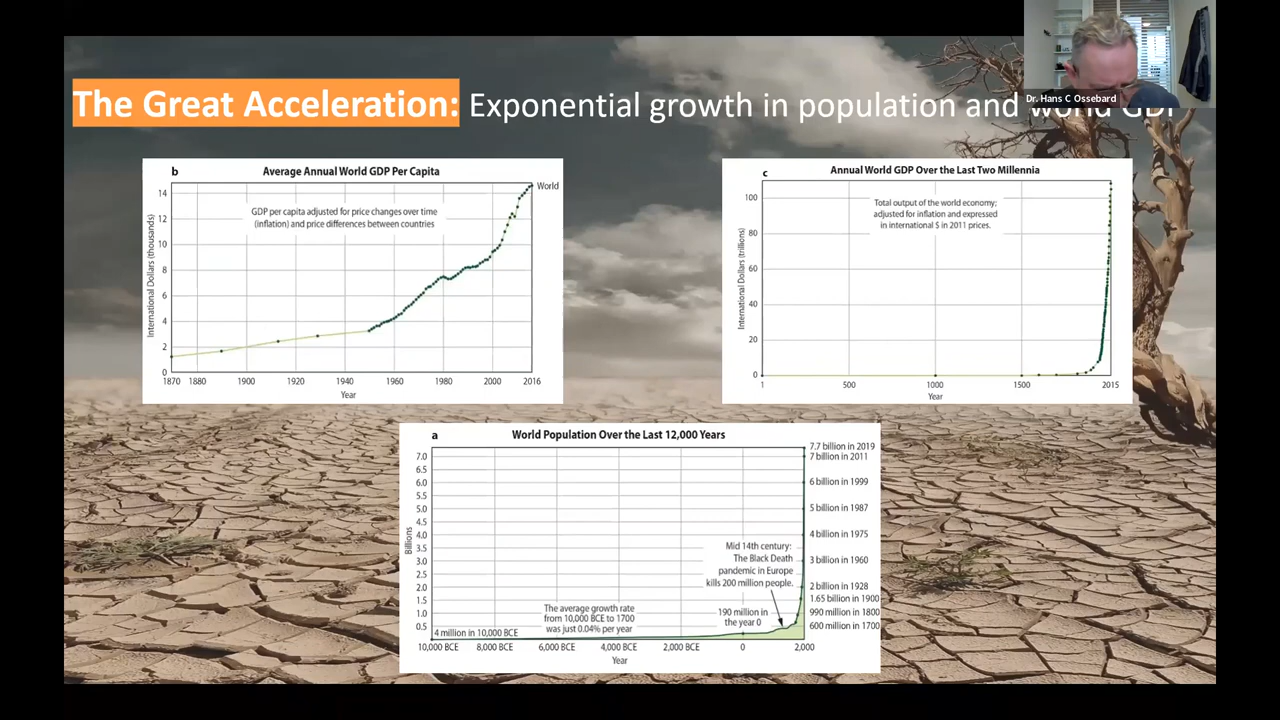 The Great Acceleration: Exponential growth in population and world GDP
Dr. Hans C Ossebard
b
Average Annual World GDP Per Capita
14
12
10
8
6
4
2
0
International Dollars (thousands)
GDP per capita adjusted for price changes over time
(inflation) and price differences between countries
World
1870 1880 1900 1920 1940 1960 1980 2000 2016
Year
c
Annual World GDP Over the Last Two Millennia
100
80
60
40
20
0
International Dollars (trillions)
Total output of the world economy;
adjusted for inflation and expressed
in international $ in 2011 prices.
1 500 1000 1500 2015
Year
a
World Population Over the Last 12,000 Years
7.0
6.5
6.0
5.5
5.0
4.5
4.0
3.5
3.0
2.5
2.0
1.5
1.0
0.5
Billions
7.7 billion in 2019
7 billion in 2011
6 billion in 1999
5 billion in 1987
4 billion in 1975
3 billion in 1960
2 billion in 1928
1.65 billion in 1900
990 million in 1800
600 million in 1700
Mid 14th century:
The Black Death
pandemic in Europe
kills 200 million people.
190 million in
the year 0
The average growth rate
from 10,000 BCE to 1700
was just 0.04% per year
4 million in 10,000 BCE
10,000 BCE 8,000 BCE 6,000 BCE 4,000 BCE 2,000 BCE 0 2,000
Year